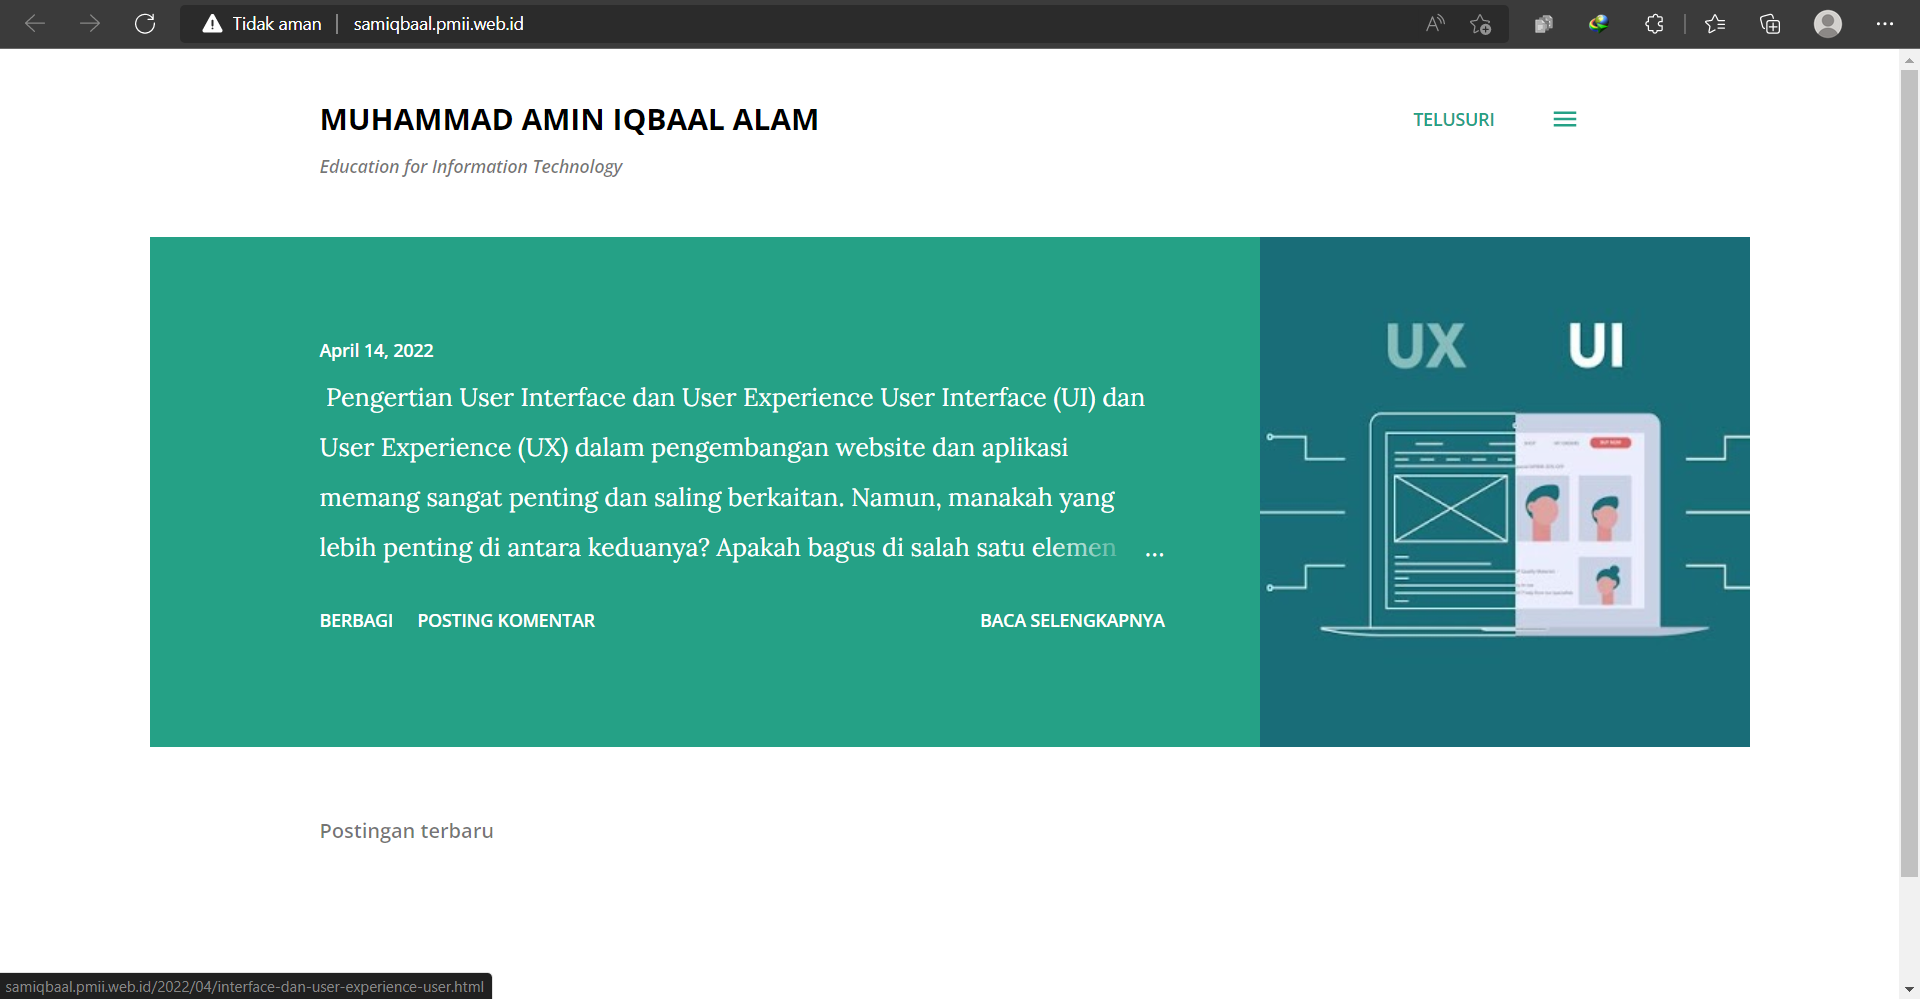 Tidak aman | samiqbaal.pmii.web.id
MUHAMMAD AMIN IQBAAL ALAM
TELUSURI
Education for Information Technology
April 14, 2022
Pengertian User Interface dan User Experience User Interface (UI) dan
User Experience (UX) dalam pengembangan website dan aplikasi
memang sangat penting dan saling berkaitan. Namun, manakah yang
lebih penting di antara keduanya? Apakah bagus di salah satu elemen ...
BERBAGI POSTING KOMENTAR BACA SELENGKAPNYA
UX UI
BUY NOW
Postingan terbaru
samiqbaal.pmii.web.id/2022/04/interface-dan-user-experience-user.html